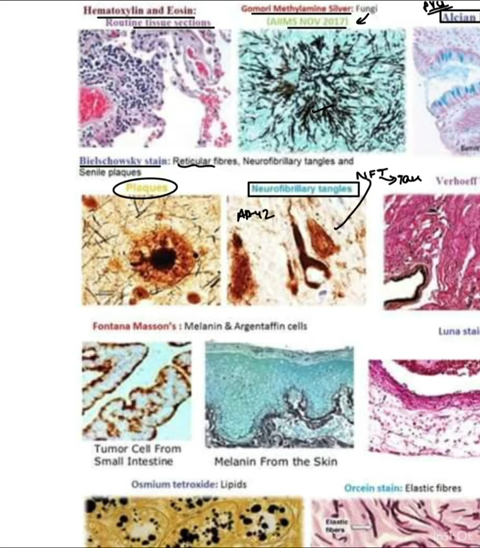 Hematoxylin and Eosin:
Routine tissue sections
Gomori Methylamine Silver: Fungi
(AIIMS NOV 2017)
PYQ
Alcian
Bielschowsky stain: Reticular fibres, Neurofibrillary tangles and
Senile plaques
Plaques
Neurofibrillary tangles
NFT → Tau
Verhoeff
Fontana Masson's : Melanin & Argentaffin cells
Luna stai
Tumor Cell From
Small Intestine
Melanin From the Skin
Osmium tetroxide: Lipids
Orcein stain: Elastic fibres
Elastic
fibers